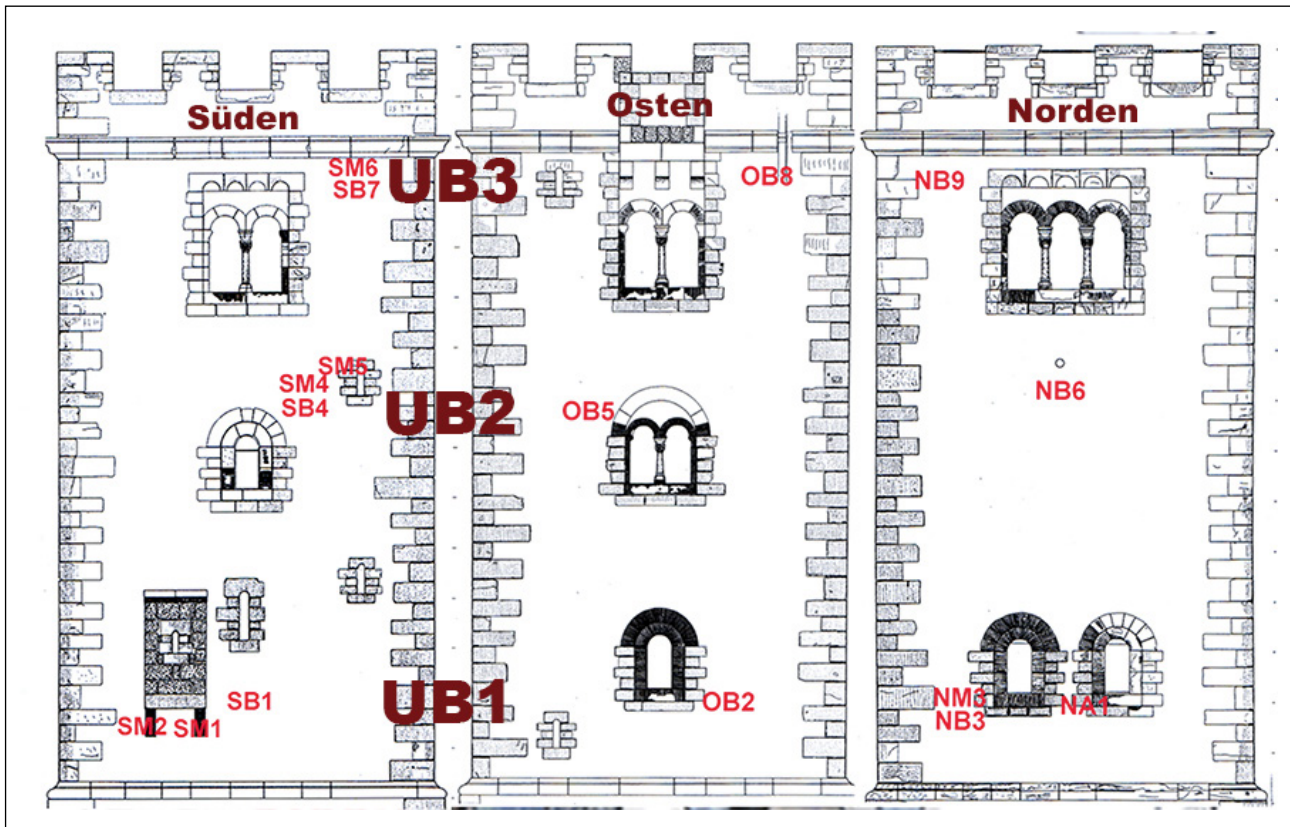 Süden
Osten
Norden
SM6
SB7
UB3
OB8
NB9
SM5
SM4
SB4
UB2
OB5
NB6
SB1
SM2
SM1
UB1
OB2
NM3
NB3
NA1